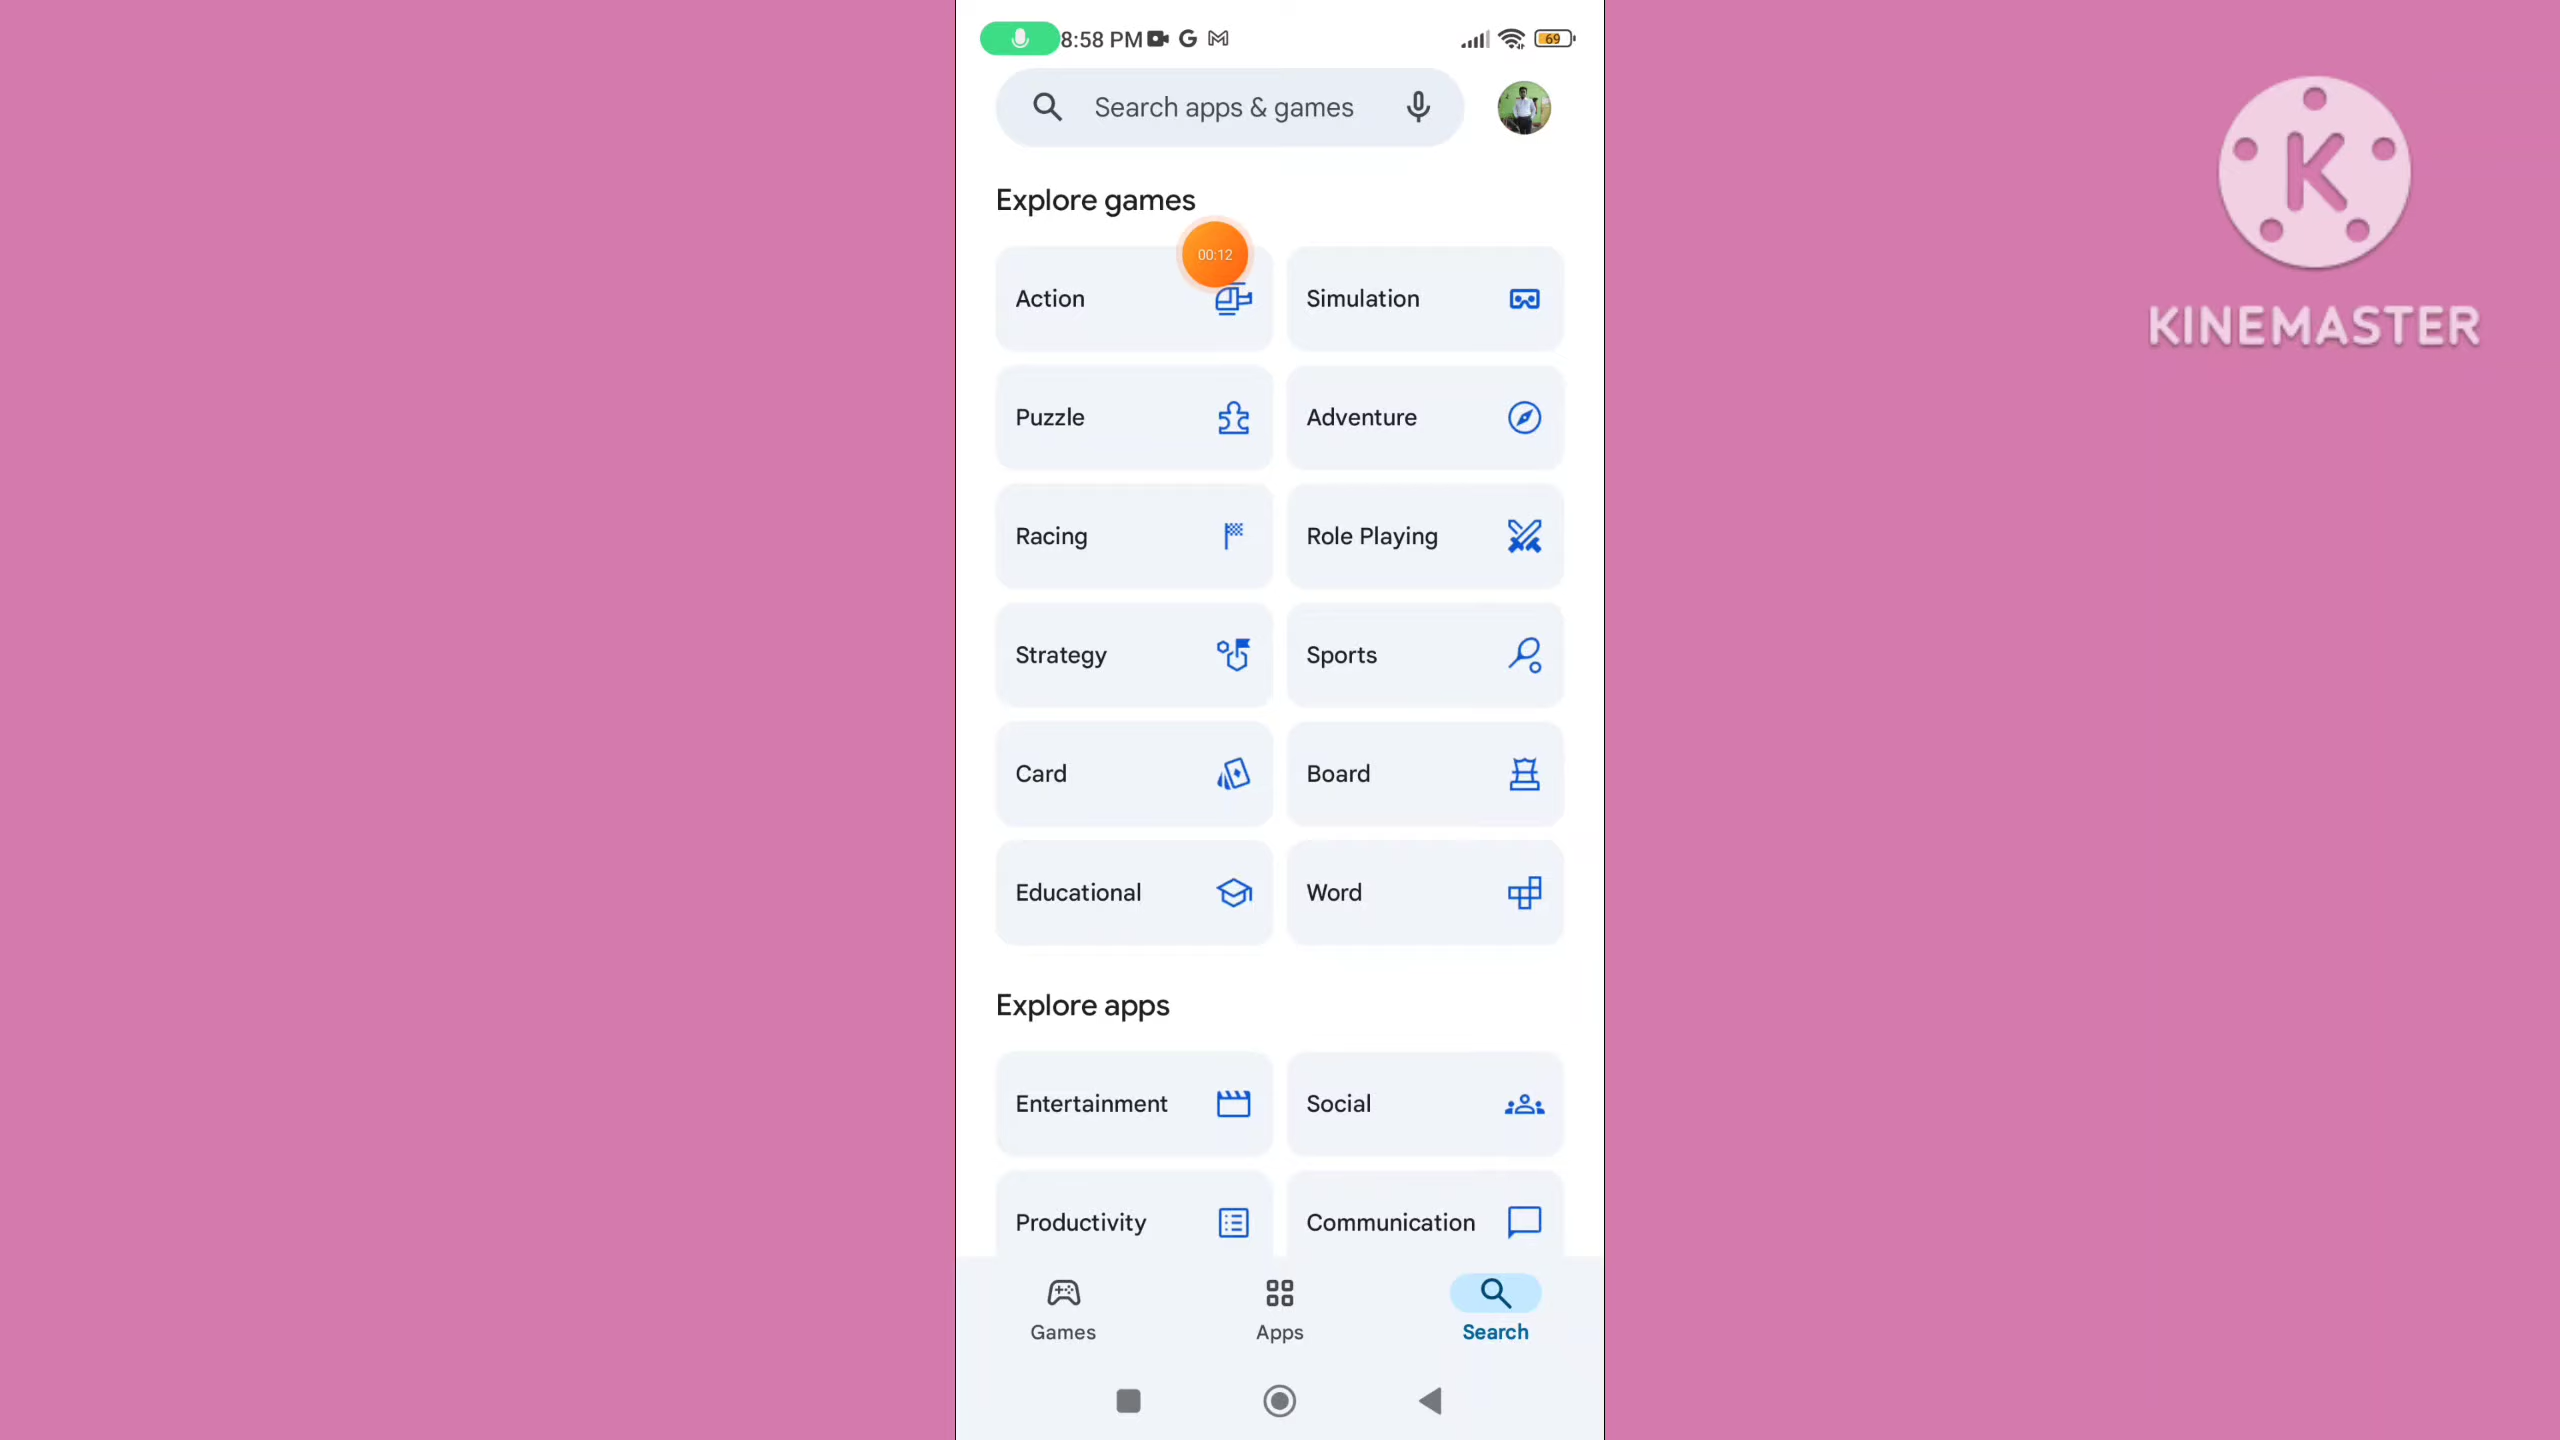 8:58 PM
69
Search apps & games
Explore games
00:12
Action
Simulation
Puzzle
Adventure
Racing
Role Playing
Strategy
Sports
Card
Board
Educational
Word
Explore apps
Entertainment
Social
Productivity
Communication
Games
Apps
Search
K
KINEMASTER